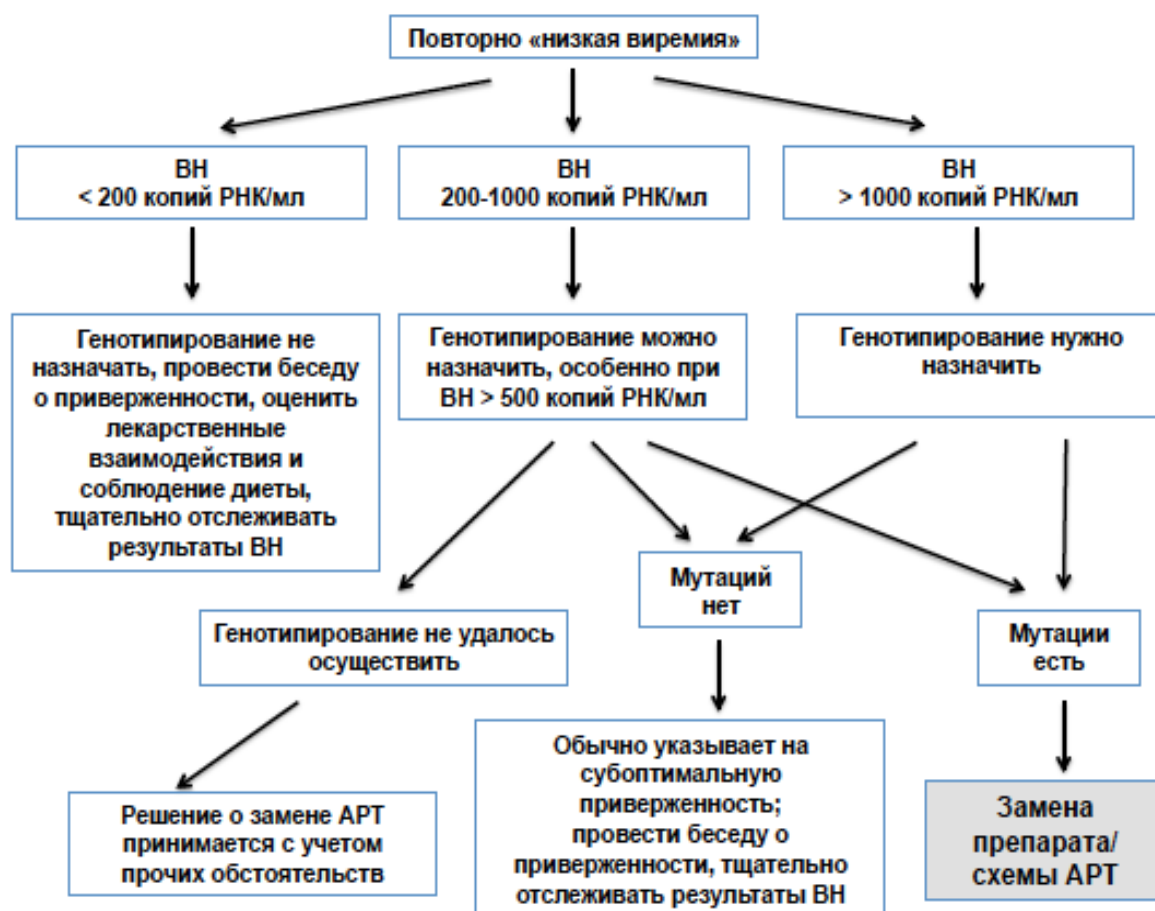 Повторно «низкая виремия»
ВН
< 200 копий РНК/мл
ВН
200-1000 копий РНК/мл
ВН
> 1000 копий РНК/мл
Генотипирование не
назначать, провести беседу
о приверженности, оценить
лекарственные
взаимодействия и
соблюдение диеты,
тщательно отслеживать
результаты ВН
Генотипирование можно
назначить, особенно при
ВН > 500 копий РНК/мл
Генотипирование нужно
назначить
Генотипирование не удалось
осуществить
Мутаций
нет
Мутации
есть
Решение о замене АРТ
принимается с учетом
прочих обстоятельств
Обычно указывает на
субоптимальную
приверженность;
провести беседу о
приверженности, тщательно
отслеживать результаты ВН
Замена
препарата/
схемы АРТ